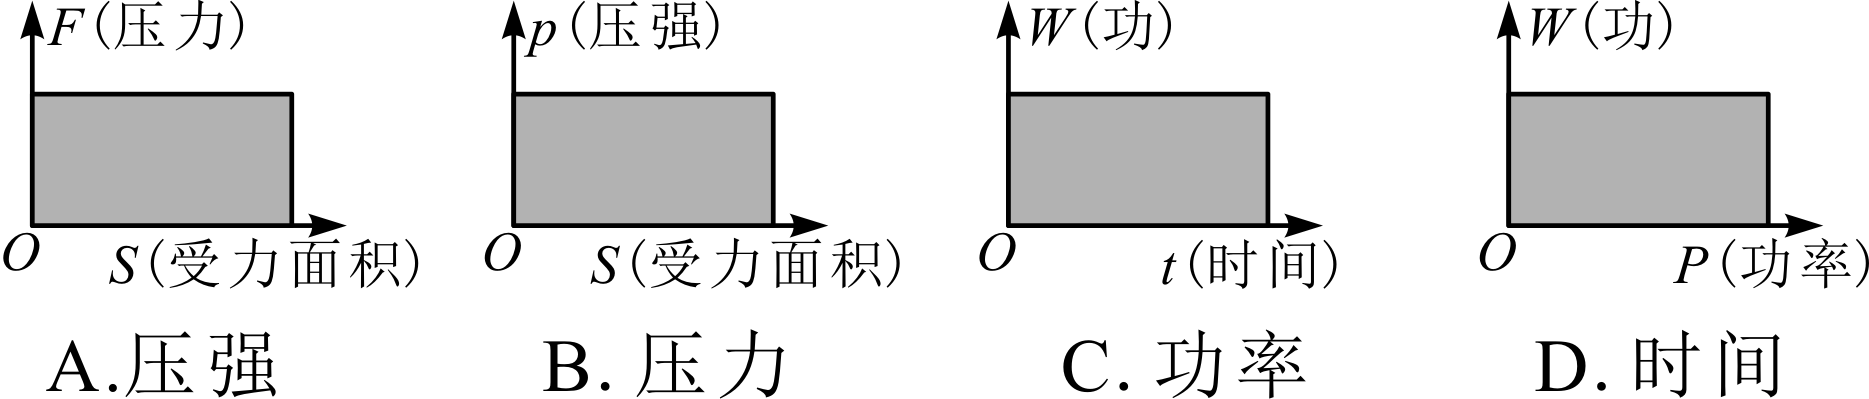 F(压力) p(压强) W(功) W(功)
O S(受力面积) O S(受力面积) O t(时间) O P(功率)
A.压强 B. 压力 C. 功率 D. 时间